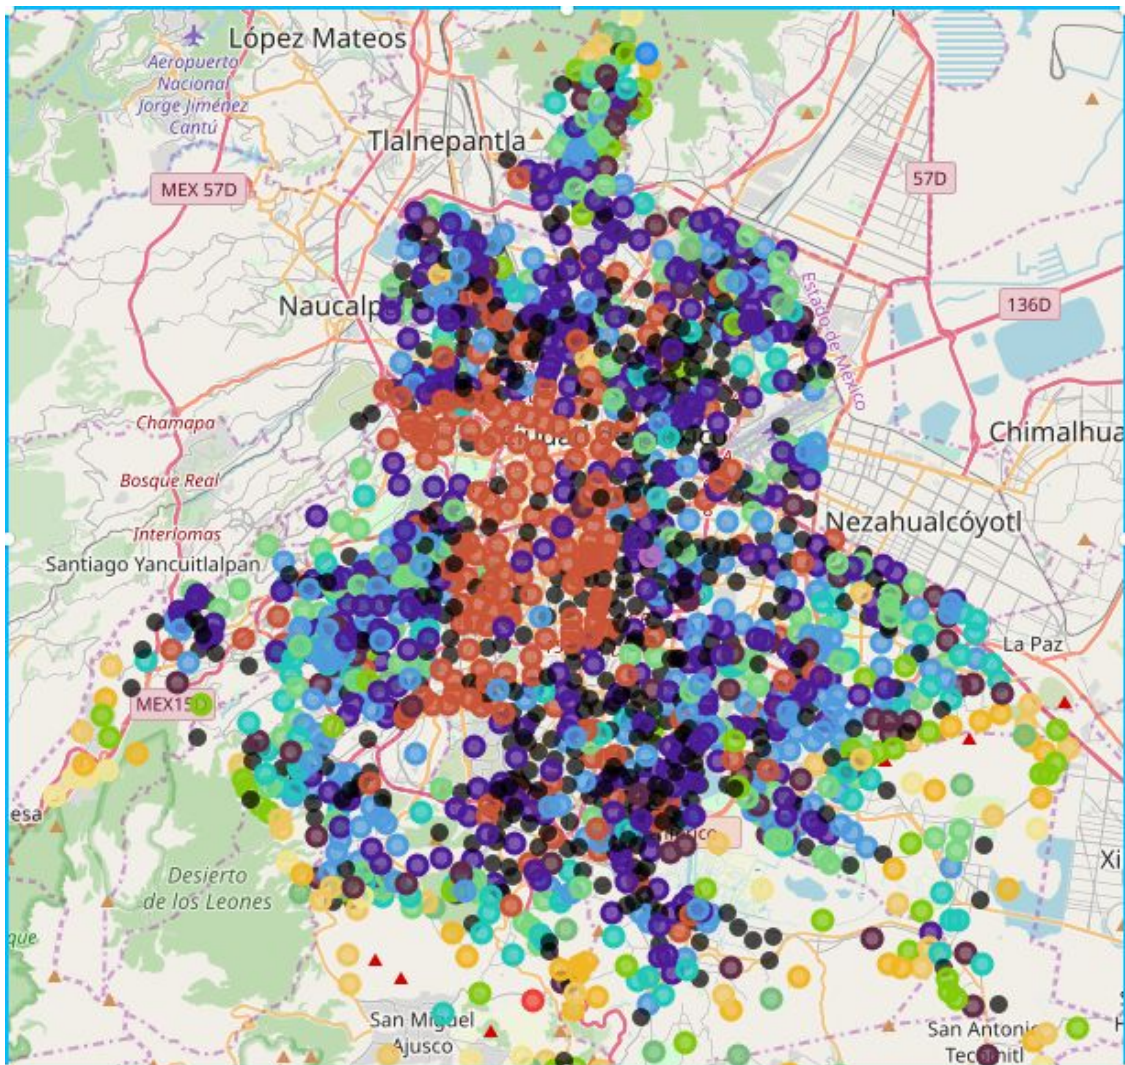 López Mateos
Aeropuerto
Nacional
Jorge Jiménez
Cantú
Tlalnepantla
MEX 57D
57D
Estado de México
136D
Naucalp
Chamapa
Chimalhua
Bosque Real
Interlomas
Nezahualcóyotl
Santiago Yancuitlalpan
La Paz
MEX15D
esa
Xi
Desierto
de los Leones
que
San Miguel
Ajusco
San Antonio